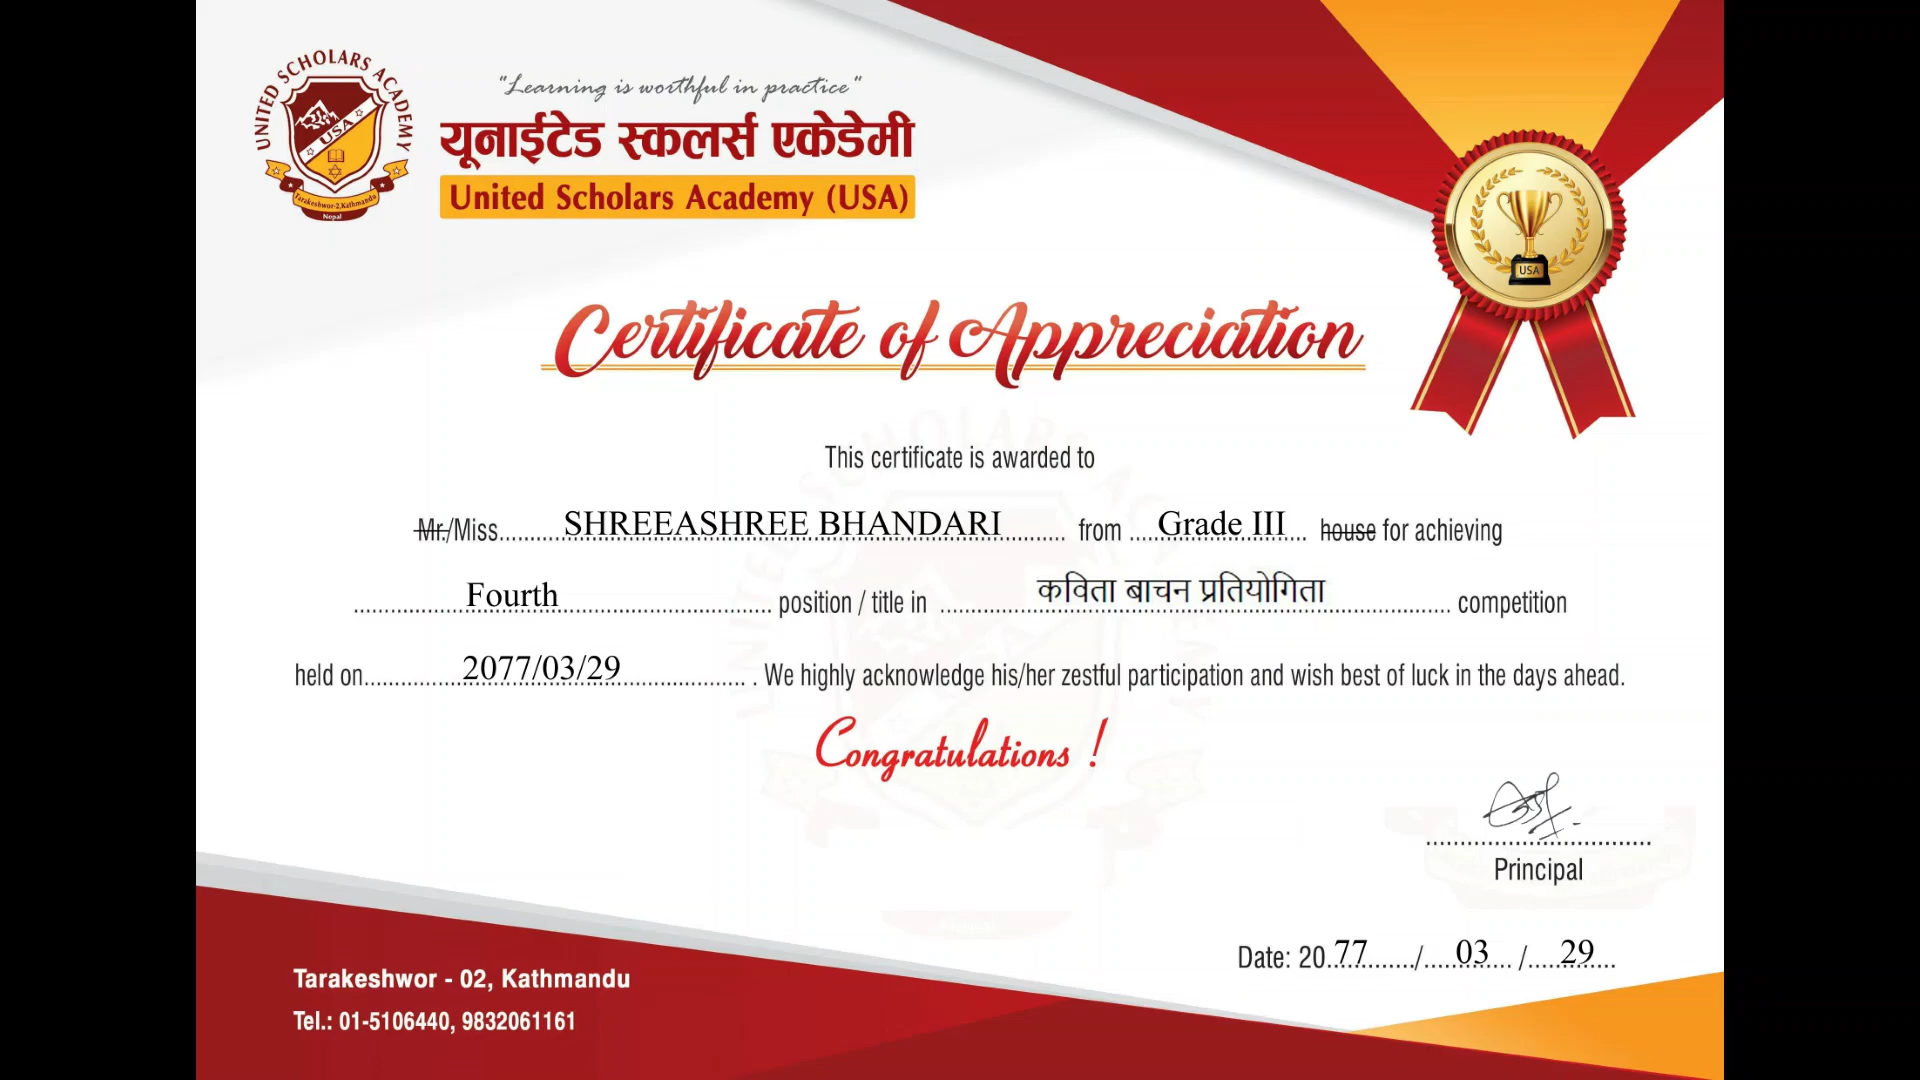 UNITED SCHOLARS ACADEMY
USA
Tarakeshwor-2,Kathmandu
Nepal
"Learning is worthful in practice"
यूनाईटेड स्कलर्स एकेडेमी
United Scholars Academy (USA)
USA
Certificate of Appreciation
This certificate is awarded to
Mr./Miss SHREEASHREE BHANDARI from Grade III house for achieving
Fourth position / title in कविता बाचन प्रतियोगिता competition
held on 2077/03/29 . We highly acknowledge his/her zestful participation and wish best of luck in the days ahead.
Congratulations !
Principal
Date: 2077/03/29
Tarakeshwor - 02, Kathmandu
Tel.: 01-5106440, 9832061161